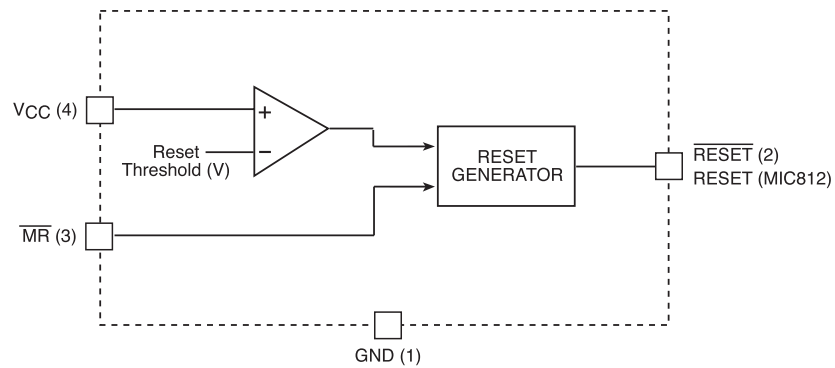 VCC (4)
+
Reset
Threshold (V)
–
RESET
GENERATOR
RESET (2)
RESET (MIC812)
MR (3)
GND (1)